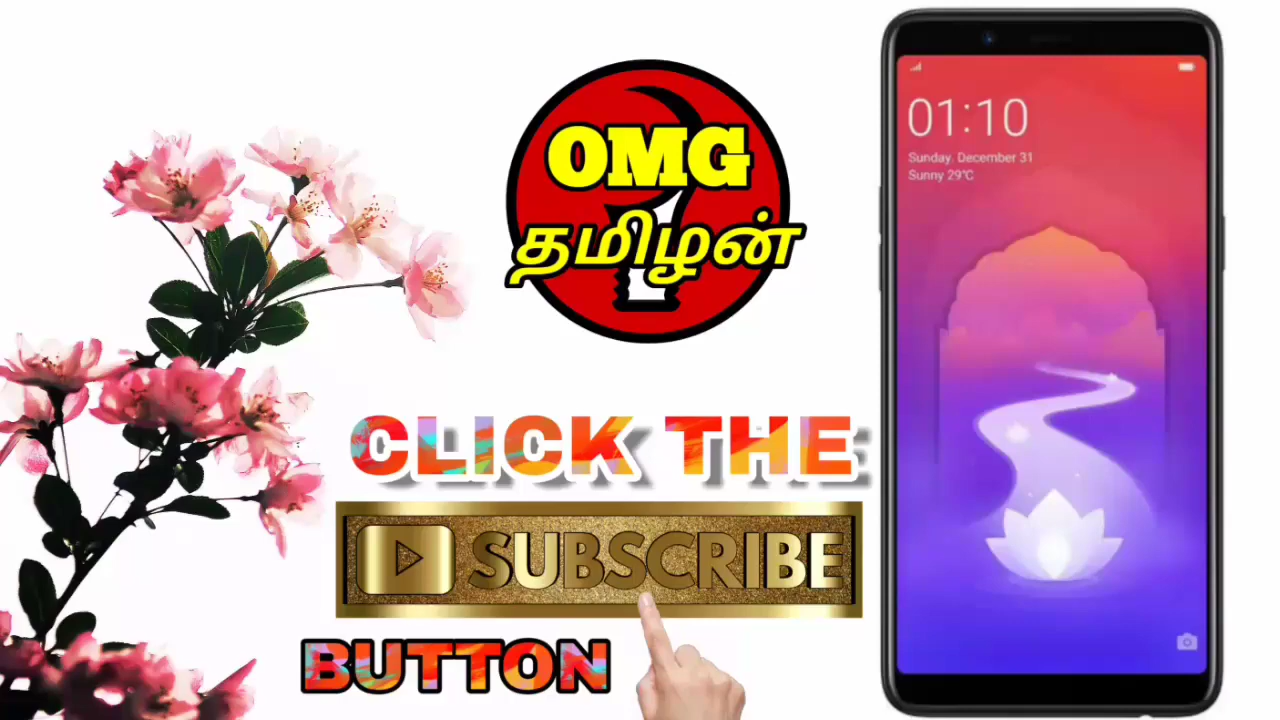 OMG
தமிழன்
CLICK THE
SUBSCRIBE
BUTTON
01:10
Sunday. December 31
Sunny 29℃